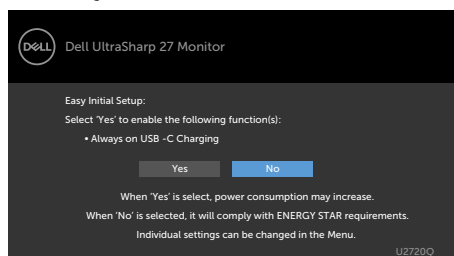 DELL
Dell UltraSharp 27 Monitor
Easy Initial Setup:
Select 'Yes' to enable the following function(s):
• Always on USB -C Charging
Yes No
When 'Yes' is select, power consumption may increase.
When 'No' is selected, it will comply with ENERGY STAR requirements.
Individual settings can be changed in the Menu.
U2720Q